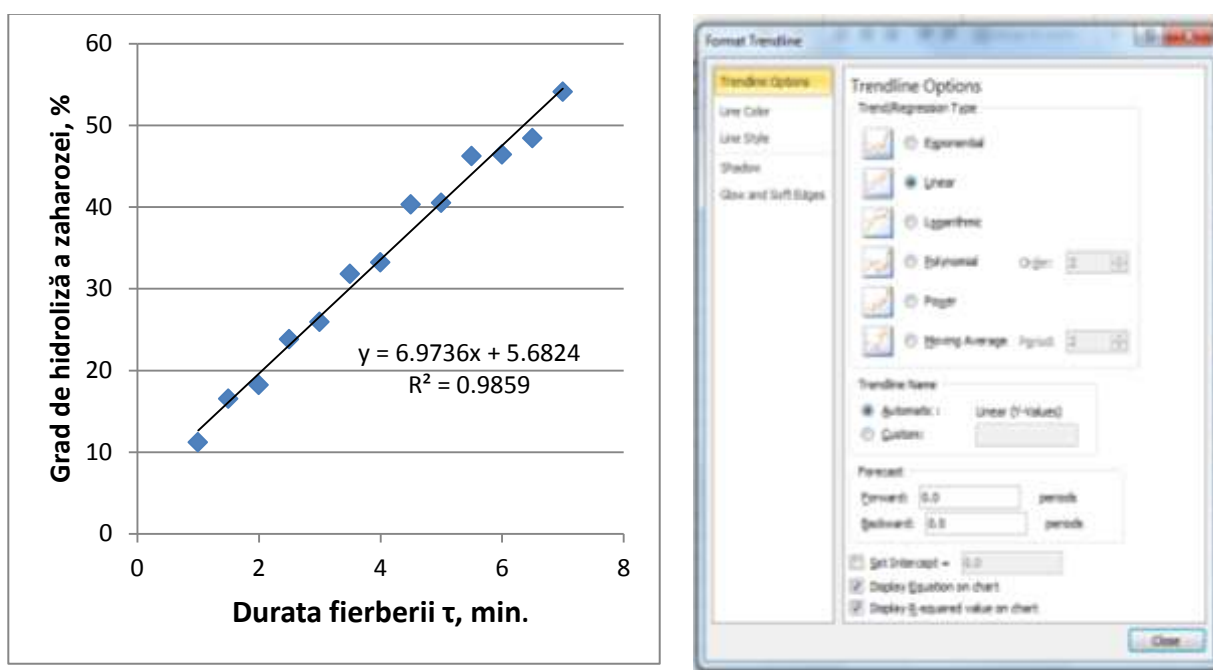 60
50
40
30
20
10
0
0 2 4 6 8
Grad de hidroliză a zaharozei, %
y = 6.9736x + 5.6824
R² = 0.9859
Durata fierberii τ, min.
Format Trendline
Trendline Options
Line Color
Line Style
Shadow
Glow and Soft Edges
Trendline Options
Trend/Regression Type
Exponential
Linear
Logarithmic
Polynomial Order: 2
Power
Moving Average Period: 2
Trendline Name
Automatic : Linear (Y-Values)
Custom:
Forecast
Forward: 0.0 periods
Backward: 0.0 periods
Set Intercept = 0.0
Display Equation on chart
Display R-squared value on chart
Close